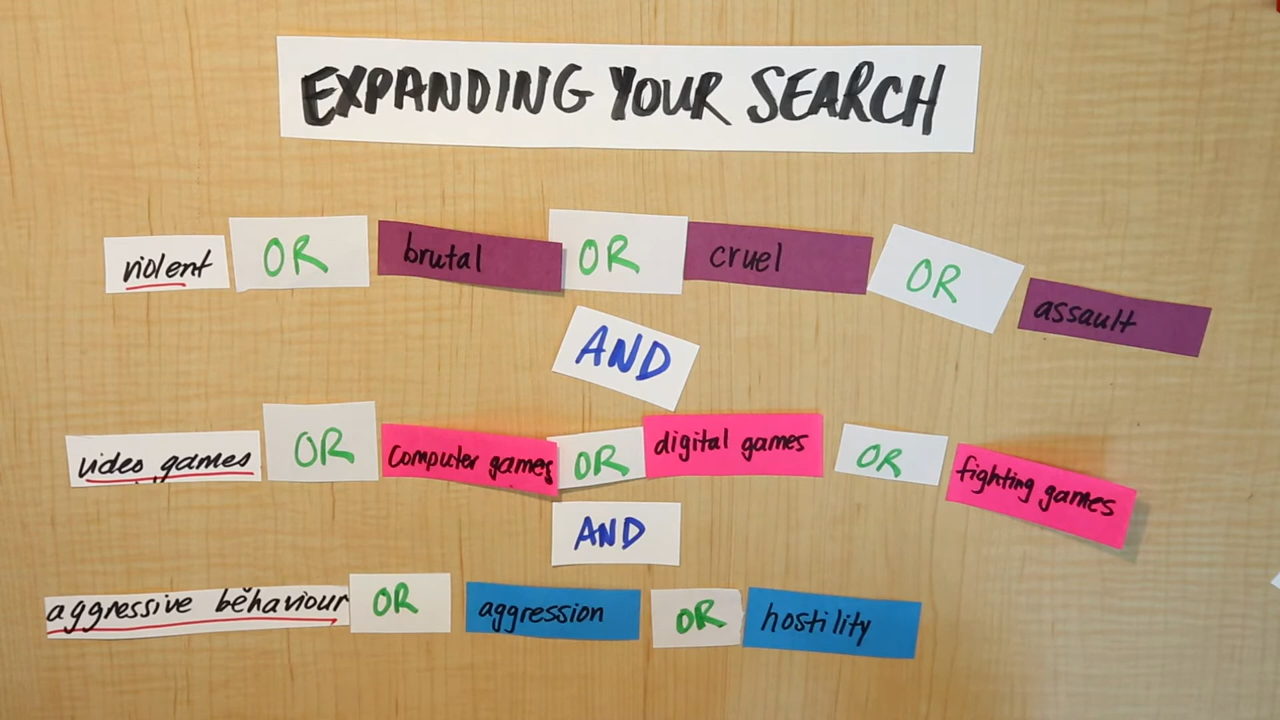 EXPANDING YOUR SEARCH
violent OR brutal OR cruel OR assault
AND
video games OR computer games OR digital games OR fighting games
AND
aggressive behaviour OR aggression OR hostility